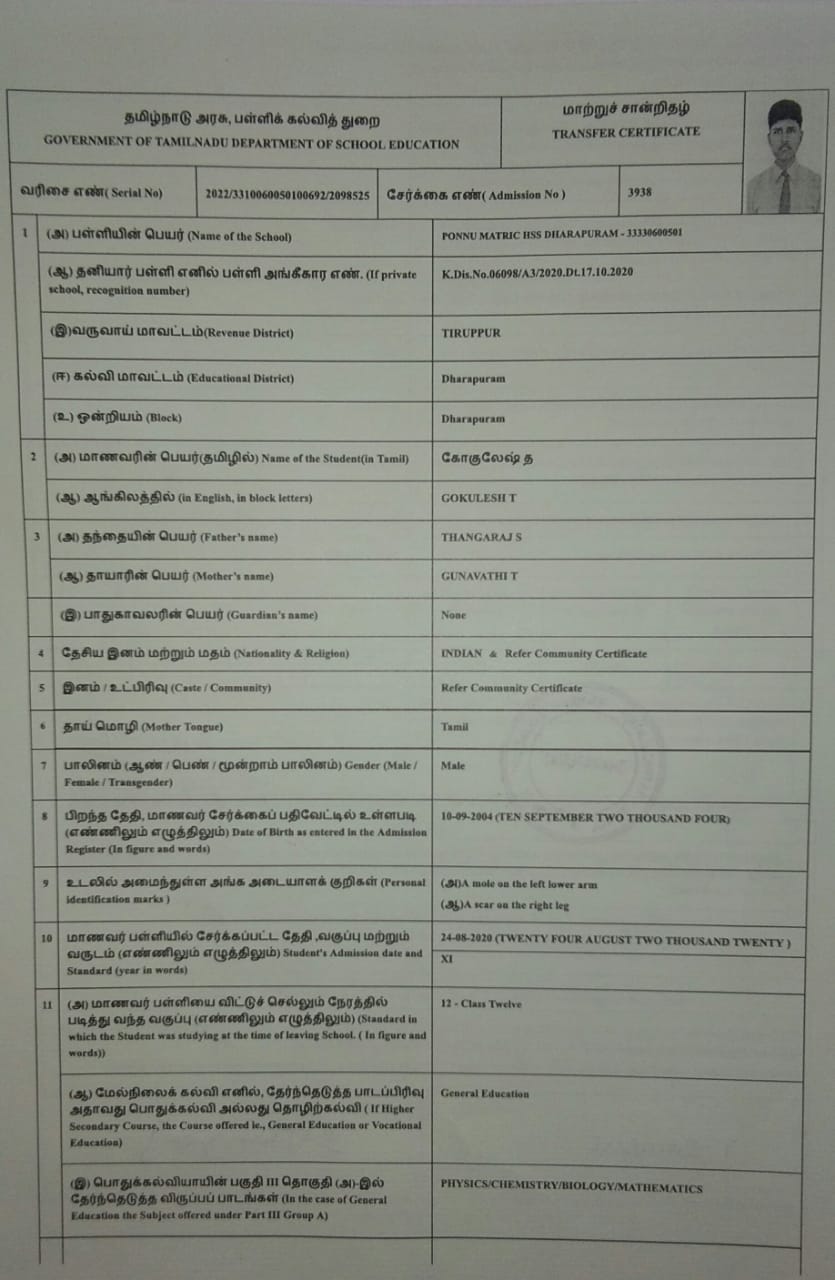 தமிழ்நாடு அரசு, பள்ளிக் கல்வித் துறை
GOVERNMENT OF TAMILNADU DEPARTMENT OF SCHOOL EDUCATION
மாற்றுச் சான்றிதழ்
TRANSFER CERTIFICATE
வரிசை எண்( Serial No)
2022/3310060050100692/2098525
சேர்க்கை எண்( Admission No )
3938
1
(அ) பள்ளியின் பெயர் (Name of the School)
PONNU MATRIC HSS DHARAPURAM - 33330600501
(ஆ) தனியார் பள்ளி எனில் பள்ளி அங்கீகார எண். (If private
school, recognition number)
K.Dis.No.06098/A3/2020.Dt.17.10.2020
(இ)வருவாய் மாவட்டம்(Revenue District)
TIRUPPUR
(ஈ) கல்வி மாவட்டம் (Educational District)
Dharapuram
(உ) ஒன்றியம் (Block)
Dharapuram
2
(அ) மாணவரின் பெயர்(தமிழில்) Name of the Student(in Tamil)
கோகுலேஷ் த
(ஆ) ஆங்கிலத்தில் (in English, in block letters)
GOKULESH T
3
(அ) தந்தையின் பெயர் (Father's name)
THANGARAJ S
(ஆ) தாயாரின் பெயர் (Mother's name)
GUNAVATHI T
(இ) பாதுகாவலரின் பெயர் (Guardian's name)
None
4
தேசிய இனம் மற்றும் மதம் (Nationality & Religion)
INDIAN & Refer Community Certificate
5
இனம் / உட்பிரிவு (Caste / Community)
Refer Community Certificate
6
தாய் மொழி (Mother Tongue)
Tamil
7
பாலினம் (ஆண் / பெண் / மூன்றாம் பாலினம்) Gender (Male /
Female / Transgender)
Male
8
பிறந்த தேதி, மாணவர் சேர்க்கைப் பதிவேட்டில் உள்ளபடி
(எண்ணிலும் எழுத்திலும்) Date of Birth as entered in the Admission
Register (In figure and words)
10-09-2004 (TEN SEPTEMBER TWO THOUSAND FOUR)
9
உடலில் அமைந்துள்ள அங்க அடையாளக் குறிகள் (Personal
identification marks )
(அ)A mole on the left lower arm
(ஆ)A scar on the right leg
10
மாணவர் பள்ளியில் சேர்க்கப்பட்ட தேதி ,வகுப்பு மற்றும்
வருடம் (எண்ணிலும் எழுத்திலும்) Student's Admission date and
Standard (year in words)
24-08-2020 (TWENTY FOUR AUGUST TWO THOUSAND TWENTY )
XI
11
(அ) மாணவர் பள்ளியை விட்டுச் செல்லும் நேரத்தில்
படித்து வந்த வகுப்பு (எண்ணிலும் எழுத்திலும்) (Standard in
which the Student was studying at the time of leaving School. ( In figure and
words))
12 - Class Twelve
(ஆ) மேல்நிலைக் கல்வி எனில், தேர்ந்தெடுத்த பாடப்பிரிவு
அதாவது பொதுக்கல்வி அல்லது தொழிற்கல்வி ( If Higher
Secondary Course, the Course offered ie., General Education or Vocational
Education)
General Education
(இ) பொதுக்கல்வியாயின் பகுதி III தொகுதி (அ)-இல்
தேர்ந்தெடுத்த விருப்பப் பாடங்கள் (In the case of General
Education the Subject offered under Part III Group A)
PHYSICS/CHEMISTRY/BIOLOGY/MATHEMATICS